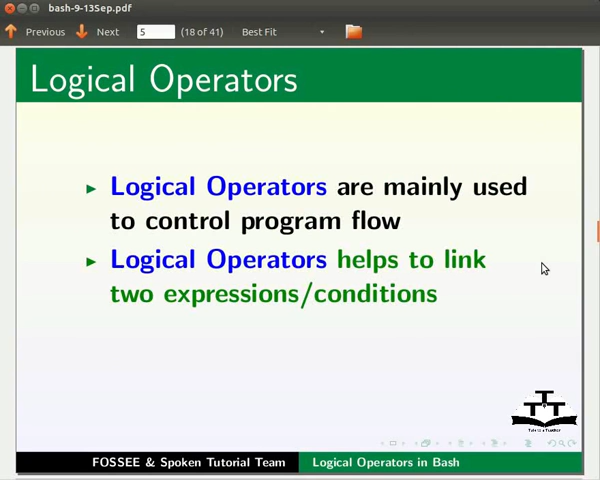 bash-9-13Sep.pdf
Previous Next 5 (18 of 41) Best Fit
Logical Operators
Logical Operators are mainly used
to control program flow
Logical Operators helps to link
two expressions/conditions
TTT
FOSSEE & Spoken Tutorial Team Logical Operators in Bash